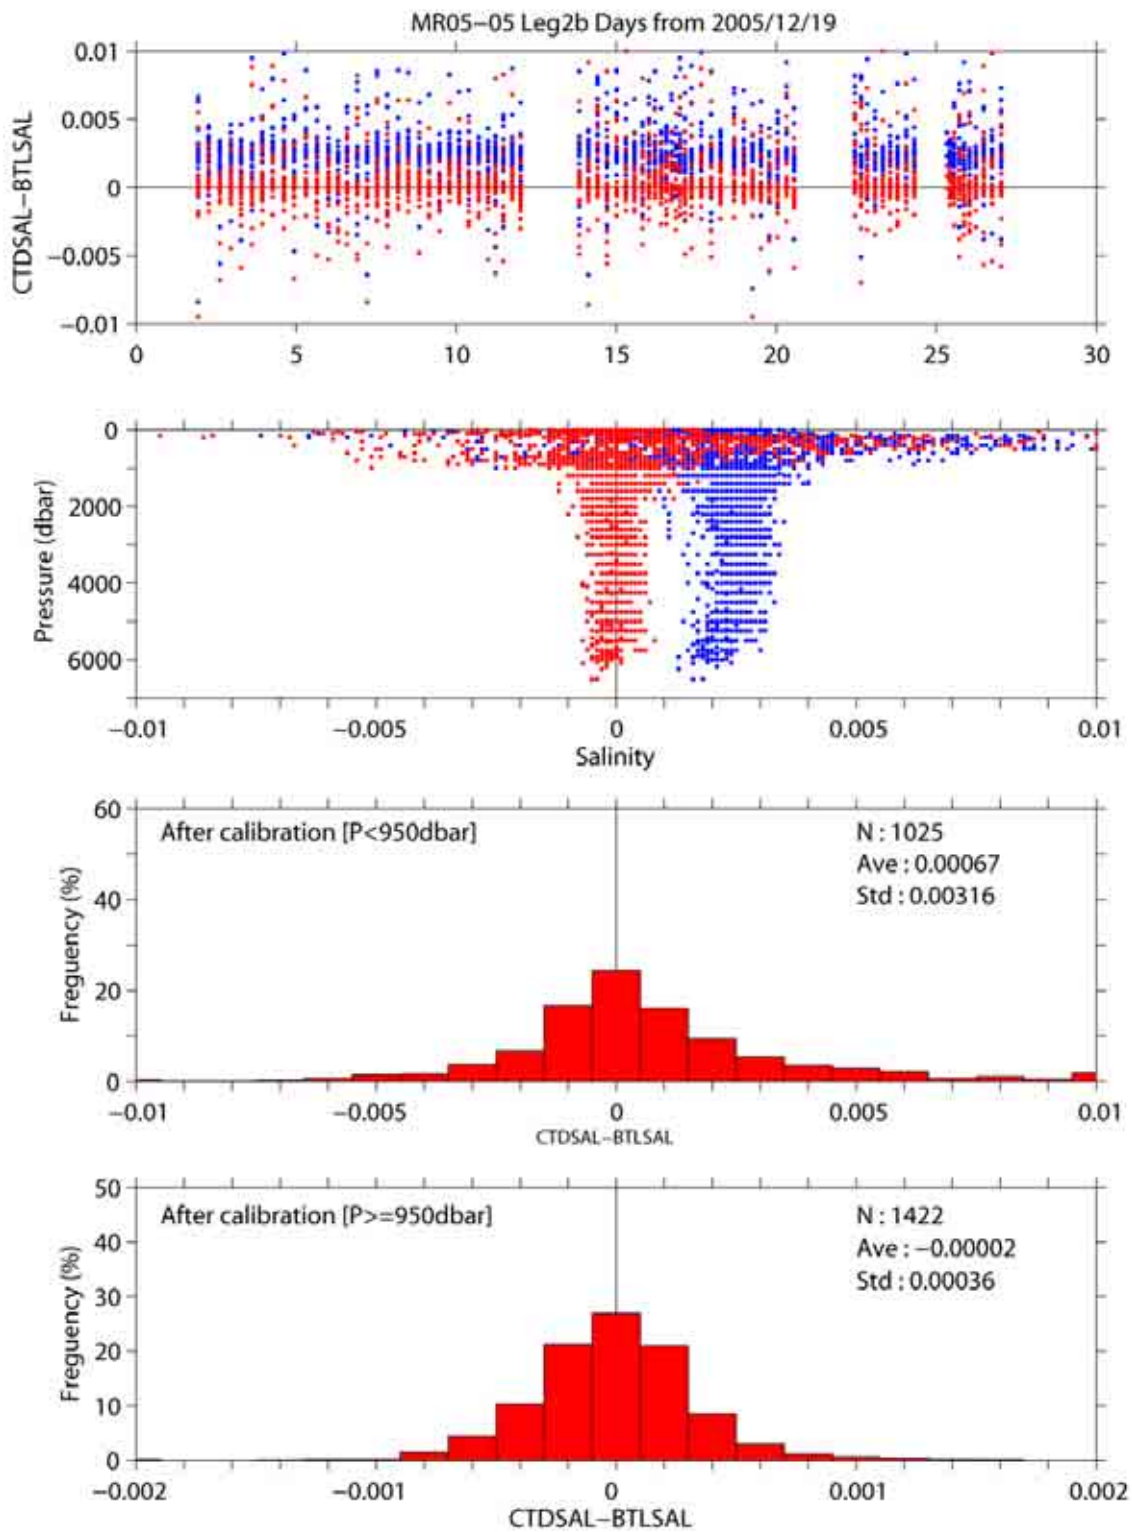 MR05−05 Leg2b Days from 2005/12/19
CTDSAL−BTLSAL
0.01
0.005
0
−0.005
−0.01
0 5 10 15 20 25 30
Pressure (dbar)
0
2000
4000
6000
−0.01 −0.005 0 0.005 0.01
Salinity
Freguency (%)
60
40
20
0
After calibration [P<950dbar]
N : 1025
Ave : 0.00067
Std : 0.00316
−0.01 −0.005 0 0.005 0.01
CTDSAL−BTLSAL
Freguency (%)
50
40
30
20
10
0
After calibration [P>=950dbar]
N : 1422
Ave : −0.00002
Std : 0.00036
−0.002 −0.001 0 0.001 0.002
CTDSAL−BTLSAL